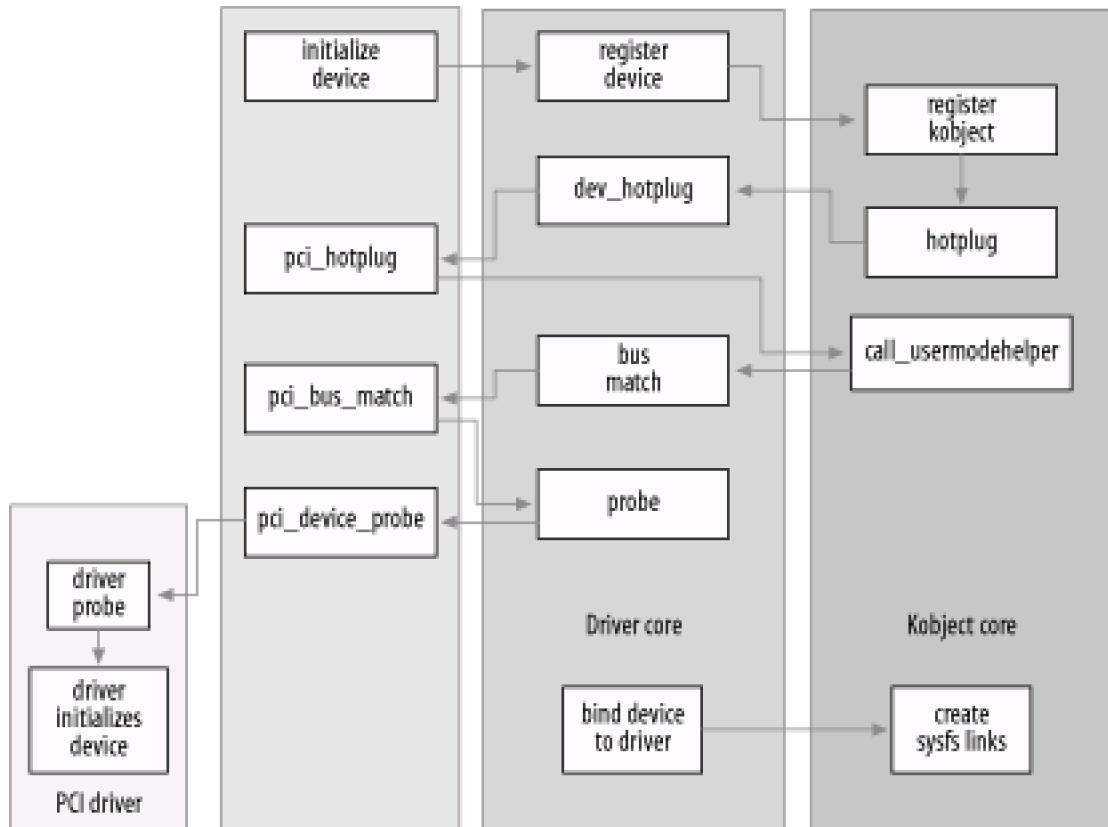 initialize
device
register
device
register
kobject
dev_hotplug
hotplug
pci_hotplug
call_usermodehelper
bus
match
pci_bus_match
probe
pci_device_probe
driver
probe
Driver core
Kobject core
driver
initializes
device
bind device
to driver
create
sysfs links
PCI driver